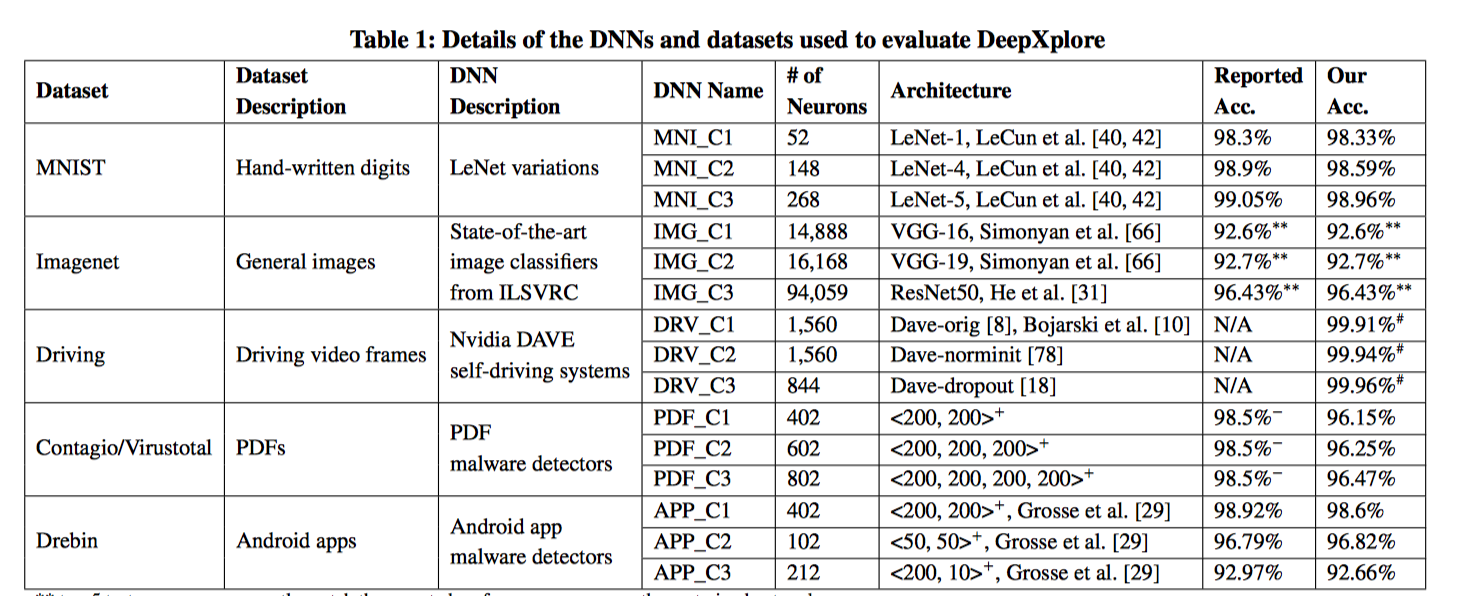 Table 1: Details of the DNNs and datasets used to evaluate DeepXplore
Dataset | Dataset Description | DNN Description | DNN Name | # of Neurons | Architecture | Reported Acc. | Our Acc.
MNIST | Hand-written digits | LeNet variations | MNI_C1 | 52 | LeNet-1, LeCun et al. [40, 42] | 98.3% | 98.33%
MNI_C2 | 148 | LeNet-4, LeCun et al. [40, 42] | 98.9% | 98.59%
MNI_C3 | 268 | LeNet-5, LeCun et al. [40, 42] | 99.05% | 98.96%
Imagenet | General images | State-of-the-art image classifiers from ILSVRC | IMG_C1 | 14,888 | VGG-16, Simonyan et al. [66] | 92.6%** | 92.6%**
IMG_C2 | 16,168 | VGG-19, Simonyan et al. [66] | 92.7%** | 92.7%**
IMG_C3 | 94,059 | ResNet50, He et al. [31] | 96.43%** | 96.43%**
Driving | Driving video frames | Nvidia DAVE self-driving systems | DRV_C1 | 1,560 | Dave-orig [8], Bojarski et al. [10] | N/A | 99.91%#
DRV_C2 | 1,560 | Dave-norminit [78] | N/A | 99.94%#
DRV_C3 | 844 | Dave-dropout [18] | N/A | 99.96%#
Contagio/Virustotal | PDFs | PDF malware detectors | PDF_C1 | 402 | <200, 200>+ | 98.5%− | 96.15%
PDF_C2 | 602 | <200, 200, 200>+ | 98.5%− | 96.25%
PDF_C3 | 802 | <200, 200, 200, 200>+ | 98.5%− | 96.47%
Drebin | Android apps | Android app malware detectors | APP_C1 | 402 | <200, 200>+, Grosse et al. [29] | 98.92% | 98.6%
APP_C2 | 102 | <50, 50>+, Grosse et al. [29] | 96.79% | 96.82%
APP_C3 | 212 | <200, 10>+, Grosse et al. [29] | 92.97% | 92.66%